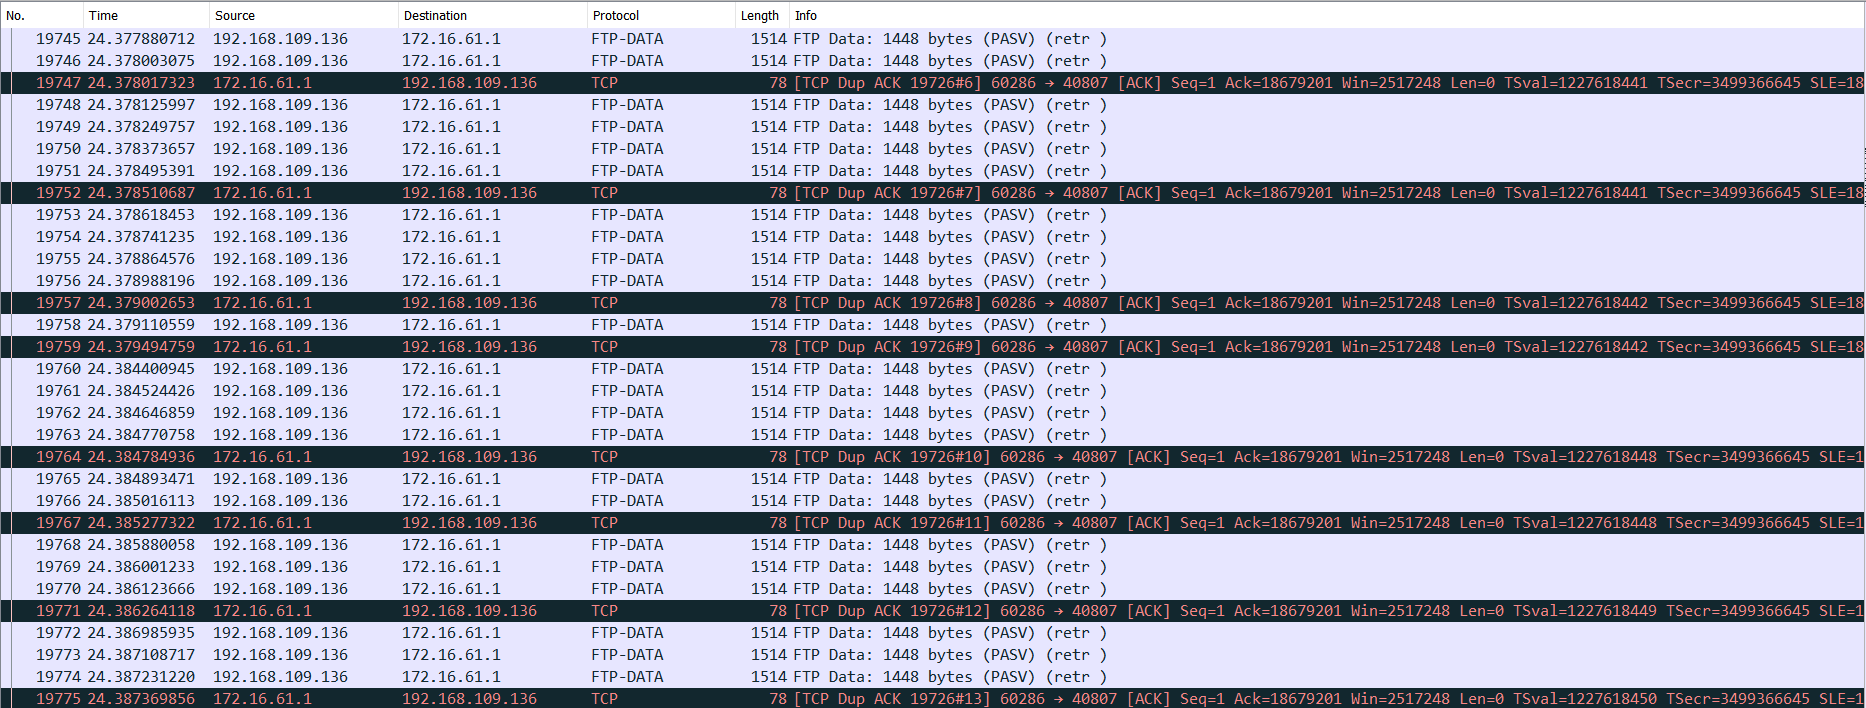 No. Time Source Destination Protocol Length Info
19745 24.377880712 192.168.109.136 172.16.61.1 FTP-DATA 1514 FTP Data: 1448 bytes (PASV) (retr )
19746 24.378003075 192.168.109.136 172.16.61.1 FTP-DATA 1514 FTP Data: 1448 bytes (PASV) (retr )
19747 24.378017323 172.16.61.1 192.168.109.136 TCP 78 [TCP Dup ACK 19726#6] 60286 → 40807 [ACK] Seq=1 Ack=18679201 Win=2517248 Len=0 TSval=1227618441 TSecr=3499366645 SLE=18
19748 24.378125997 192.168.109.136 172.16.61.1 FTP-DATA 1514 FTP Data: 1448 bytes (PASV) (retr )
19749 24.378249757 192.168.109.136 172.16.61.1 FTP-DATA 1514 FTP Data: 1448 bytes (PASV) (retr )
19750 24.378373657 192.168.109.136 172.16.61.1 FTP-DATA 1514 FTP Data: 1448 bytes (PASV) (retr )
19751 24.378495391 192.168.109.136 172.16.61.1 FTP-DATA 1514 FTP Data: 1448 bytes (PASV) (retr )
19752 24.378510687 172.16.61.1 192.168.109.136 TCP 78 [TCP Dup ACK 19726#7] 60286 → 40807 [ACK] Seq=1 Ack=18679201 Win=2517248 Len=0 TSval=1227618441 TSecr=3499366645 SLE=18
19753 24.378618453 192.168.109.136 172.16.61.1 FTP-DATA 1514 FTP Data: 1448 bytes (PASV) (retr )
19754 24.378741235 192.168.109.136 172.16.61.1 FTP-DATA 1514 FTP Data: 1448 bytes (PASV) (retr )
19755 24.378864576 192.168.109.136 172.16.61.1 FTP-DATA 1514 FTP Data: 1448 bytes (PASV) (retr )
19756 24.378988196 192.168.109.136 172.16.61.1 FTP-DATA 1514 FTP Data: 1448 bytes (PASV) (retr )
19757 24.379002653 172.16.61.1 192.168.109.136 TCP 78 [TCP Dup ACK 19726#8] 60286 → 40807 [ACK] Seq=1 Ack=18679201 Win=2517248 Len=0 TSval=1227618442 TSecr=3499366645 SLE=18
19758 24.379110559 192.168.109.136 172.16.61.1 FTP-DATA 1514 FTP Data: 1448 bytes (PASV) (retr )
19759 24.379494759 172.16.61.1 192.168.109.136 TCP 78 [TCP Dup ACK 19726#9] 60286 → 40807 [ACK] Seq=1 Ack=18679201 Win=2517248 Len=0 TSval=1227618442 TSecr=3499366645 SLE=18
19760 24.384400945 192.168.109.136 172.16.61.1 FTP-DATA 1514 FTP Data: 1448 bytes (PASV) (retr )
19761 24.384524426 192.168.109.136 172.16.61.1 FTP-DATA 1514 FTP Data: 1448 bytes (PASV) (retr )
19762 24.384646859 192.168.109.136 172.16.61.1 FTP-DATA 1514 FTP Data: 1448 bytes (PASV) (retr )
19763 24.384770758 192.168.109.136 172.16.61.1 FTP-DATA 1514 FTP Data: 1448 bytes (PASV) (retr )
19764 24.384784936 172.16.61.1 192.168.109.136 TCP 78 [TCP Dup ACK 19726#10] 60286 → 40807 [ACK] Seq=1 Ack=18679201 Win=2517248 Len=0 TSval=1227618448 TSecr=3499366645 SLE=1
19765 24.384893471 192.168.109.136 172.16.61.1 FTP-DATA 1514 FTP Data: 1448 bytes (PASV) (retr )
19766 24.385016113 192.168.109.136 172.16.61.1 FTP-DATA 1514 FTP Data: 1448 bytes (PASV) (retr )
19767 24.385277322 172.16.61.1 192.168.109.136 TCP 78 [TCP Dup ACK 19726#11] 60286 → 40807 [ACK] Seq=1 Ack=18679201 Win=2517248 Len=0 TSval=1227618448 TSecr=3499366645 SLE=1
19768 24.385880058 192.168.109.136 172.16.61.1 FTP-DATA 1514 FTP Data: 1448 bytes (PASV) (retr )
19769 24.386001233 192.168.109.136 172.16.61.1 FTP-DATA 1514 FTP Data: 1448 bytes (PASV) (retr )
19770 24.386123666 192.168.109.136 172.16.61.1 FTP-DATA 1514 FTP Data: 1448 bytes (PASV) (retr )
19771 24.386264118 172.16.61.1 192.168.109.136 TCP 78 [TCP Dup ACK 19726#12] 60286 → 40807 [ACK] Seq=1 Ack=18679201 Win=2517248 Len=0 TSval=1227618449 TSecr=3499366645 SLE=1
19772 24.386985935 192.168.109.136 172.16.61.1 FTP-DATA 1514 FTP Data: 1448 bytes (PASV) (retr )
19773 24.387108717 192.168.109.136 172.16.61.1 FTP-DATA 1514 FTP Data: 1448 bytes (PASV) (retr )
19774 24.387231220 192.168.109.136 172.16.61.1 FTP-DATA 1514 FTP Data: 1448 bytes (PASV) (retr )
19775 24.387369856 172.16.61.1 192.168.109.136 TCP 78 [TCP Dup ACK 19726#13] 60286 → 40807 [ACK] Seq=1 Ack=18679201 Win=2517248 Len=0 TSval=1227618450 TSecr=3499366645 SLE=1